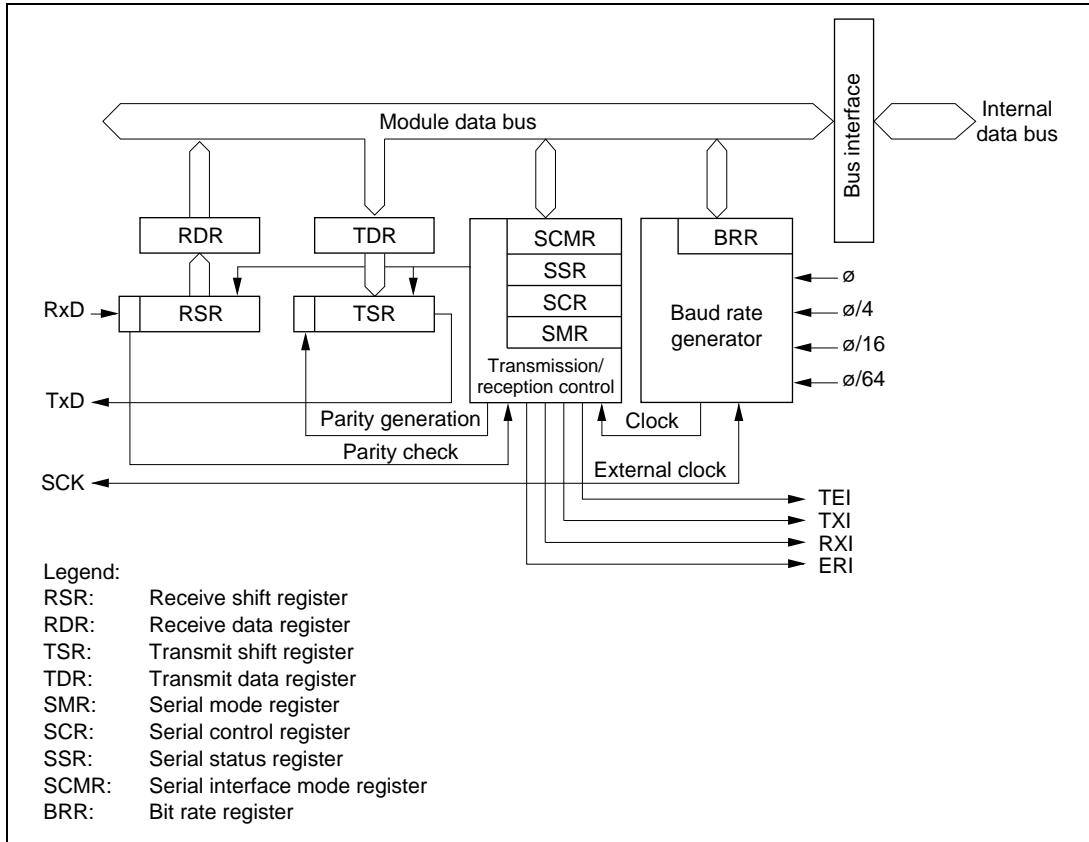 Module data bus
Bus interface
Internal
data bus
RDR
TDR
SCMR
BRR
SSR
RxD
RSR
TSR
SCR
SMR
Baud rate
generator
ø
ø/4
ø/16
ø/64
Transmission/
reception control
TxD
Parity generation
Clock
Parity check
SCK
External clock
TEI
TXI
RXI
ERI
Legend:
RSR: Receive shift register
RDR: Receive data register
TSR: Transmit shift register
TDR: Transmit data register
SMR: Serial mode register
SCR: Serial control register
SSR: Serial status register
SCMR: Serial interface mode register
BRR: Bit rate register